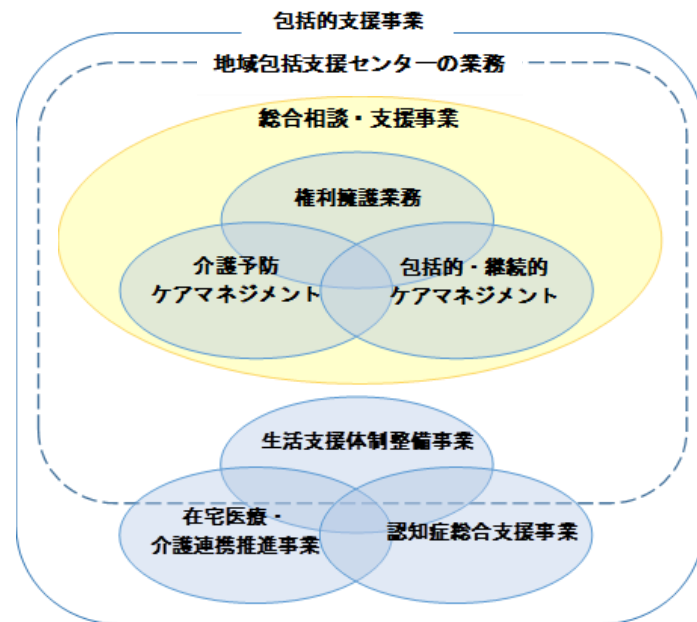 包括的支援事業
地域包括支援センターの業務
総合相談・支援事業
権利擁護業務
介護予防
ケアマネジメント
包括的・継続的
ケアマネジメント
生活支援体制整備事業
在宅医療・
介護連携推進事業
認知症総合支援事業